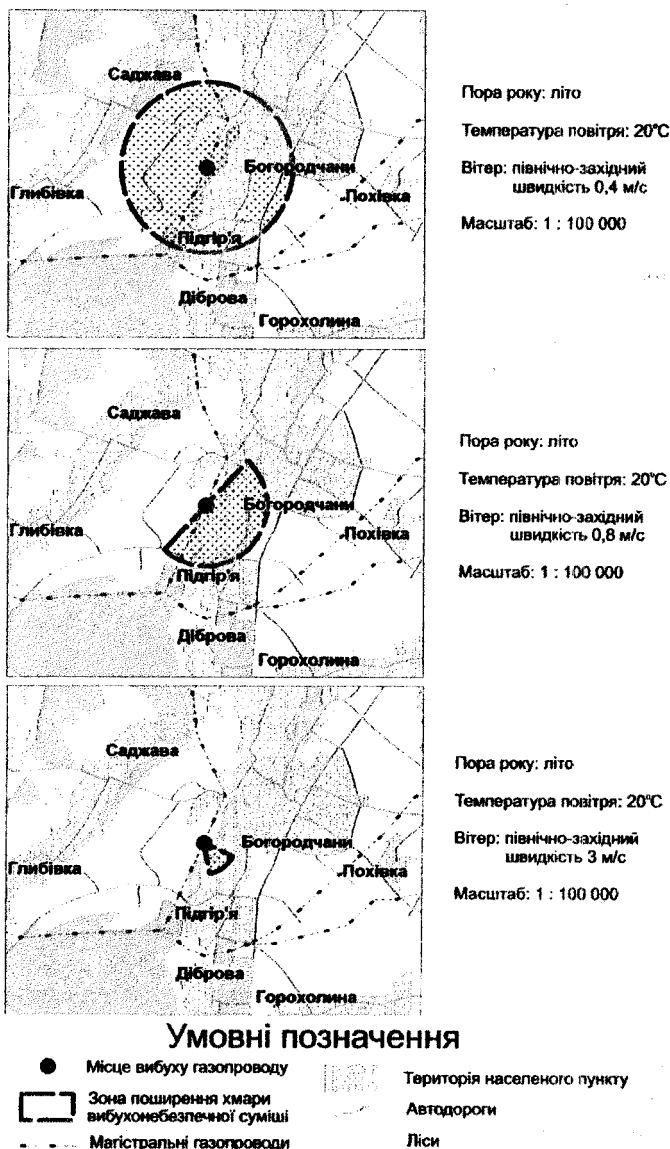 Саджава
Богородчани
Глибівка
Похівка
Підгір'я
Діброва
Горохолина
Пора року: літо
Температура повітря: 20°С
Вітер: північно-західний
швидкість 0,4 м/с
Масштаб: 1 : 100 000
Саджава
Богородчани
Глибівка
Похівка
Підгір'я
Діброва
Горохолина
Пора року: літо
Температура повітря: 20°С
Вітер: північно-західний
швидкість 0,8 м/с
Масштаб: 1 : 100 000
Саджава
Богородчани
Глибівка
Похівка
Підгір'я
Діброва
Горохолина
Пора року: літо
Температура повітря: 20°С
Вітер: північно-західний
швидкість 3 м/с
Масштаб: 1 : 100 000
Умовні позначення
Місце вибуху газопроводу
Зона поширення хмари
вибухонебезпечної суміші
Магістральні газопроводи
Територія населеного пункту
Автодороги
Ліси